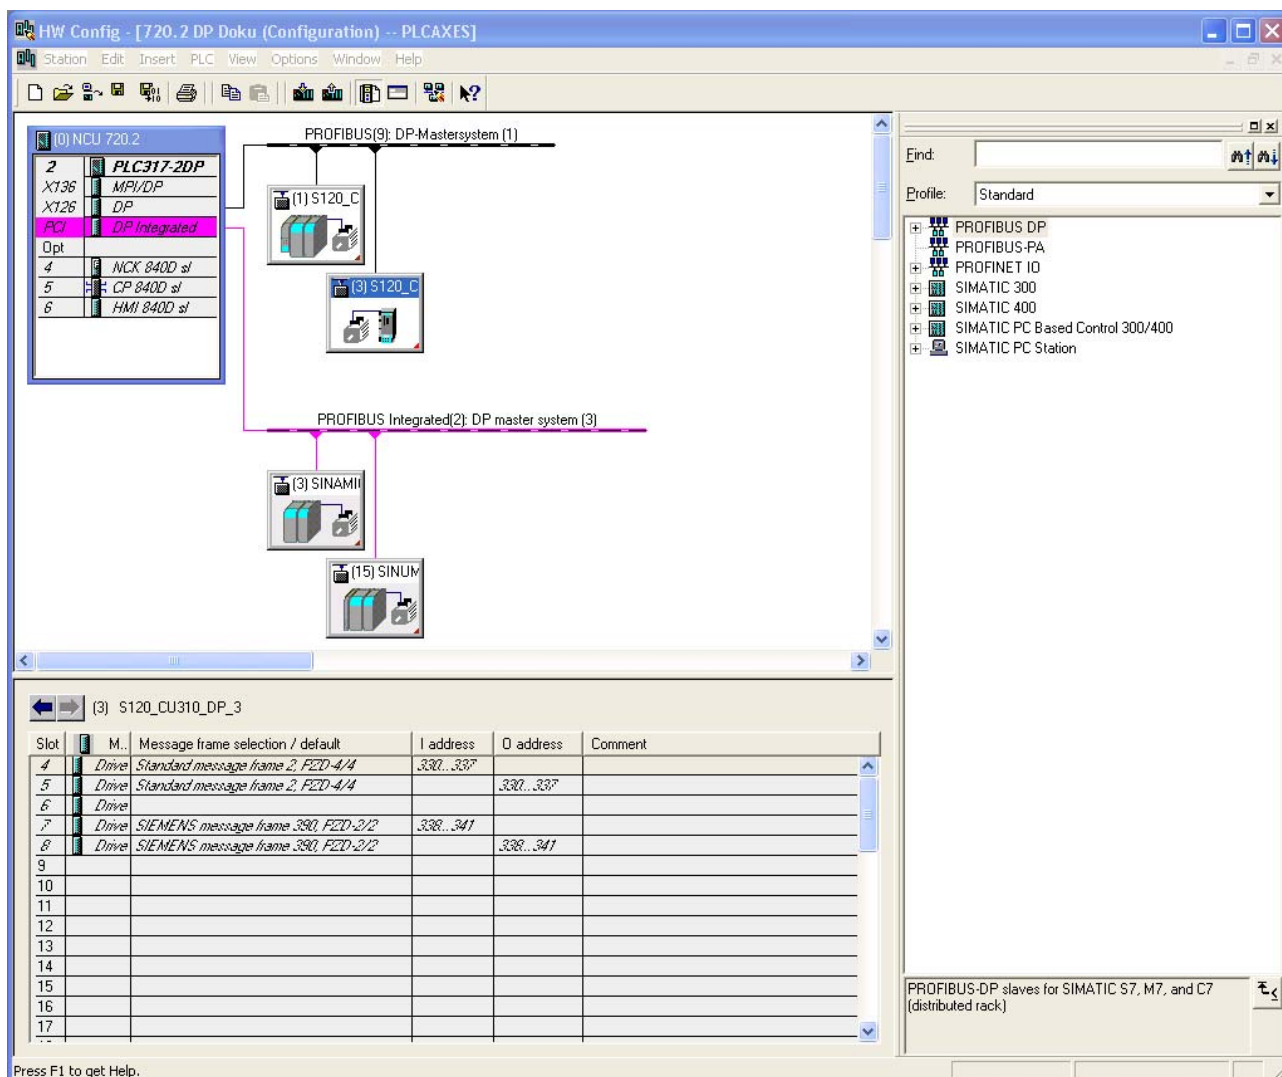 HW Config - [720.2 DP Doku (Configuration) -- PLCAXES]
Station Edit Insert PLC View Options Window Help
(0) NCU 720.2
2 PLC317-2DP
X136 MPI/DP
X126 DP
PCI DP Integrated
Opt
4 NCK 840D sl
5 CP 840D sl
6 HMI 840D sl
PROFIBUS(9): DP-Mastersystem (1)
(1) S120_C
(3) S120_C
PROFIBUS Integrated(2): DP master system (3)
(3) SINAMI
(15) SINUM
Find:
Profile: Standard
PROFIBUS DP
PROFIBUS-PA
PROFINET IO
SIMATIC 300
SIMATIC 400
SIMATIC PC Based Control 300/400
SIMATIC PC Station
(3) S120_CU310_DP_3
Slot M.. Message frame selection / default I address O address Comment
4 Drive Standard message frame 2, PZD-4/4 330...337
5 Drive Standard message frame 2, PZD-4/4 330...337
6 Drive
7 Drive SIEMENS message frame 390, PZD-2/2 338...341
8 Drive SIEMENS message frame 390, PZD-2/2 338...341
9
10
11
12
13
14
15
16
17
PROFIBUS-DP slaves for SIMATIC S7, M7, and C7
(distributed rack)
Press F1 to get Help.